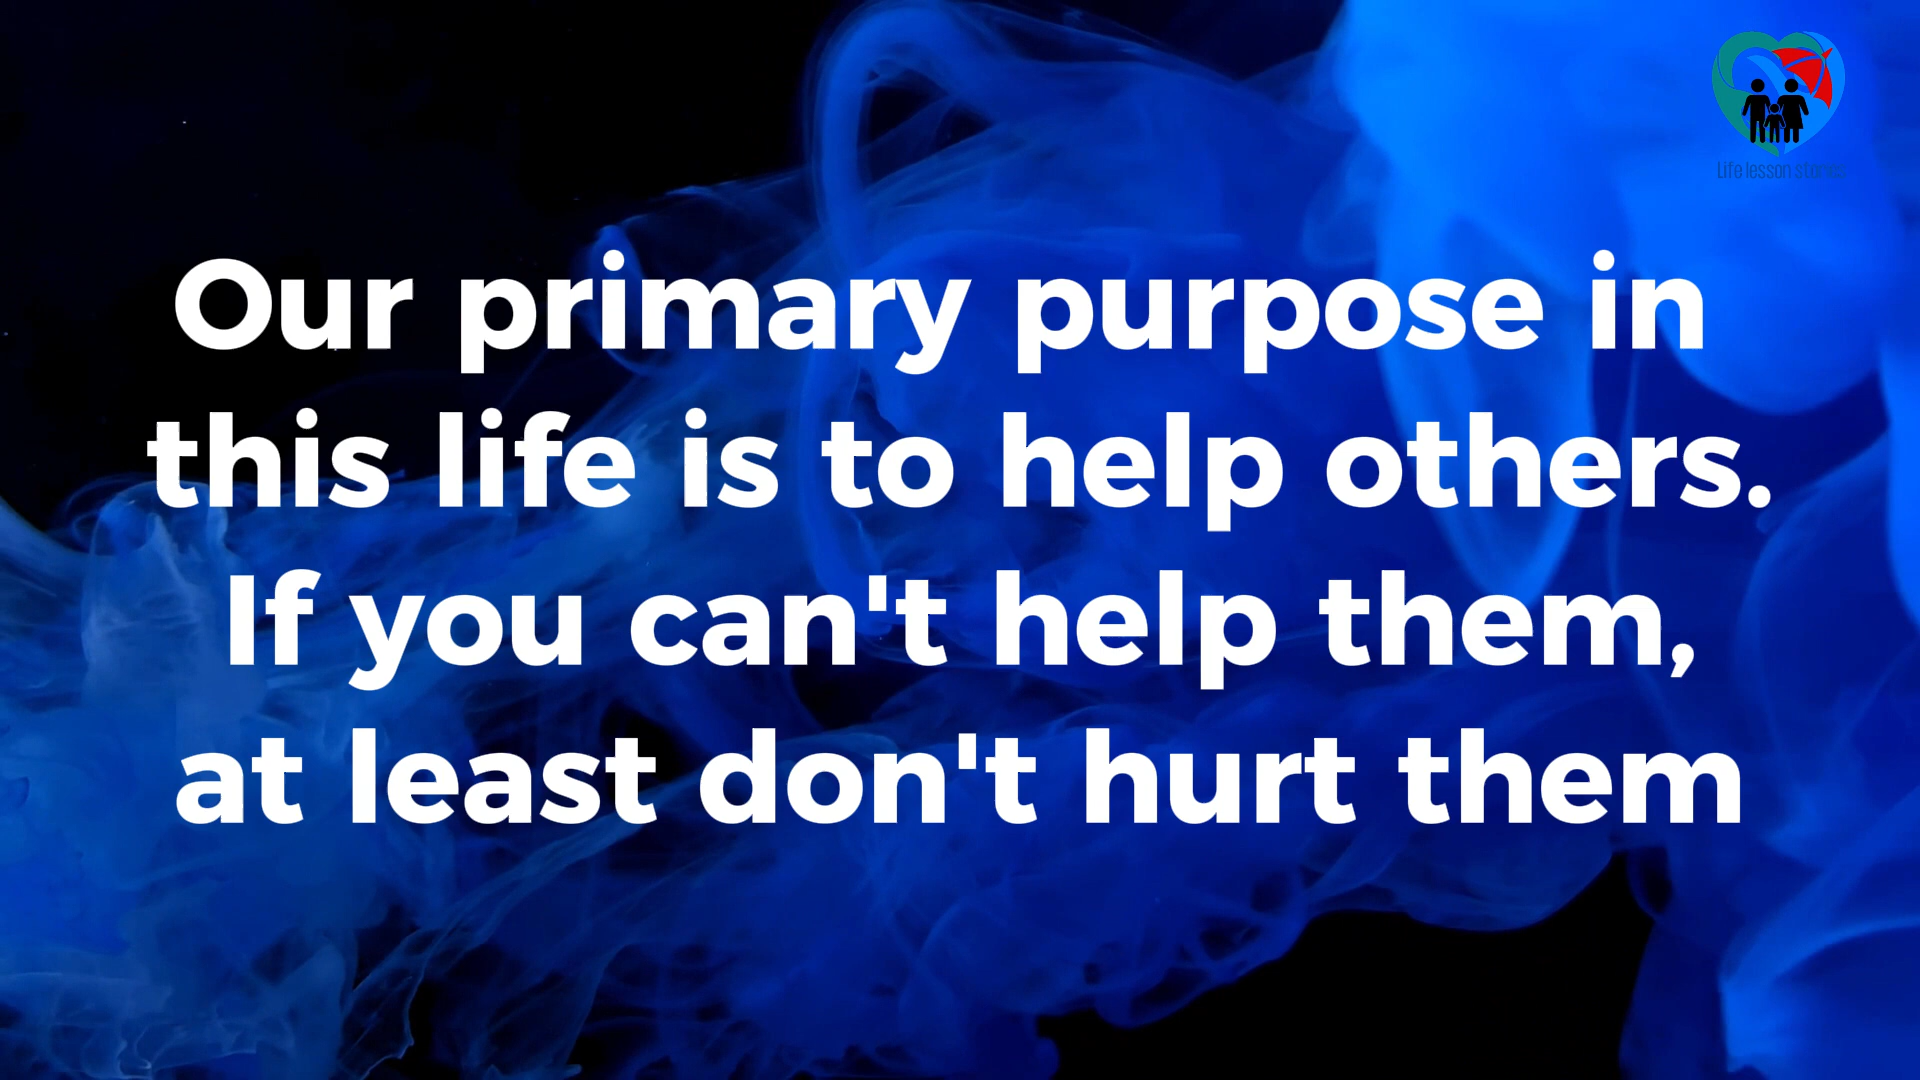 Life lesson stories
Our primary purpose in
this life is to help others.
If you can't help them,
at least don't hurt them